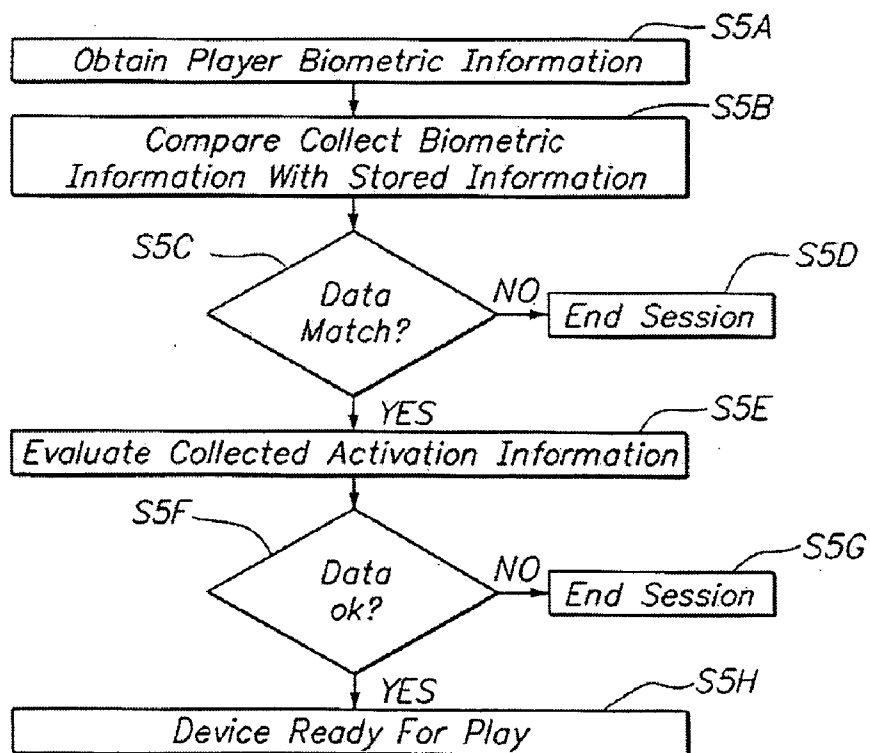 S5A
Obtain Player Biometric Information
S5B
Compare Collect Biometric
Information With Stored Information
S5C
Data
Match?
NO
S5D
End Session
YES
S5E
Evaluate Collected Activation Information
S5F
Data
ok?
NO
S5G
End Session
YES
S5H
Device Ready For Play